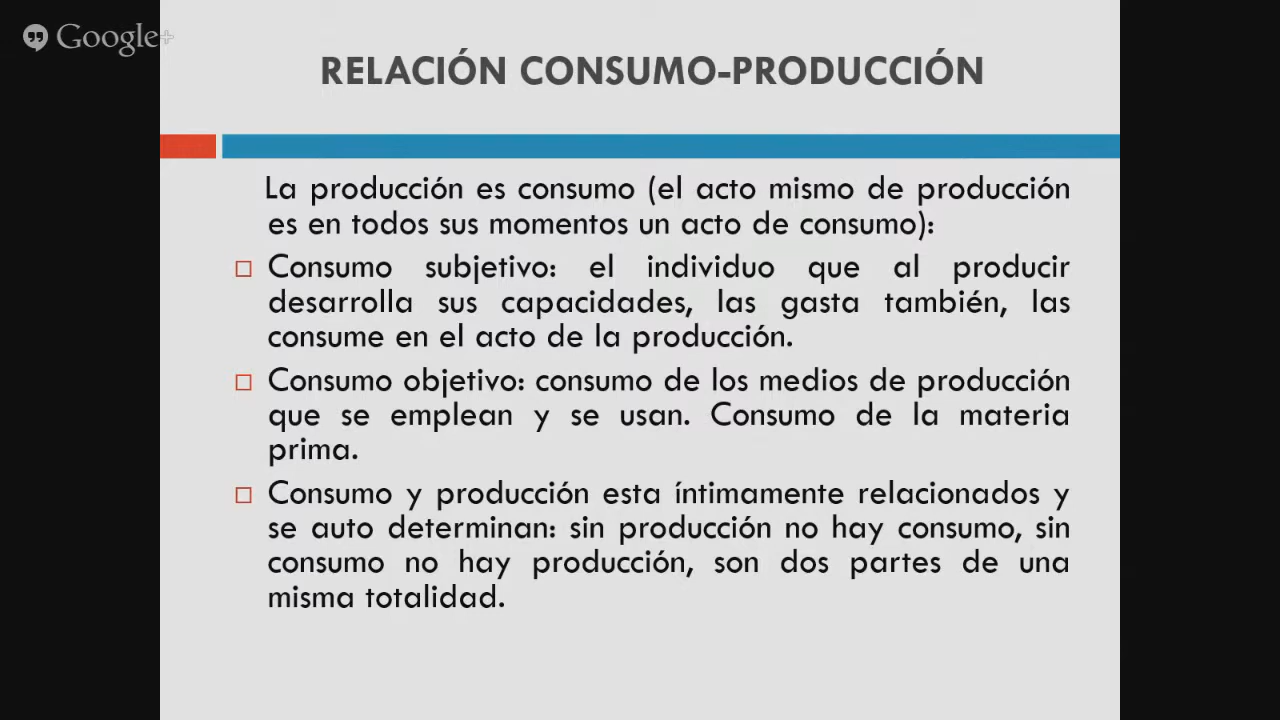 Google+
RELACIÓN CONSUMO-PRODUCCIÓN
La producción es consumo (el acto mismo de producción
es en todos sus momentos un acto de consumo):
Consumo subjetivo: el individuo que al producir
desarrolla sus capacidades, las gasta también, las
consume en el acto de la producción.
Consumo objetivo: consumo de los medios de producción
que se emplean y se usan. Consumo de la materia
prima.
Consumo y producción esta íntimamente relacionados y
se auto determinan: sin producción no hay consumo, sin
consumo no hay producción, son dos partes de una
misma totalidad.